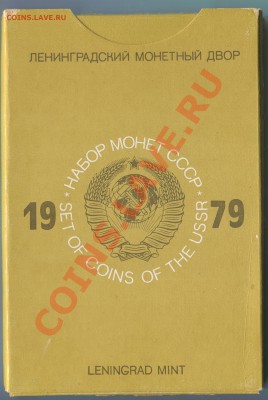 COINS.LAVE.RU
ЛЕНИНГРАДСКИЙ МОНЕТНЫЙ ДВОР
НАБОР МОНЕТ СССР
19 79
SET OF COINS OF THE USSR
COINS.LAVE.RU
LENINGRAD MINT